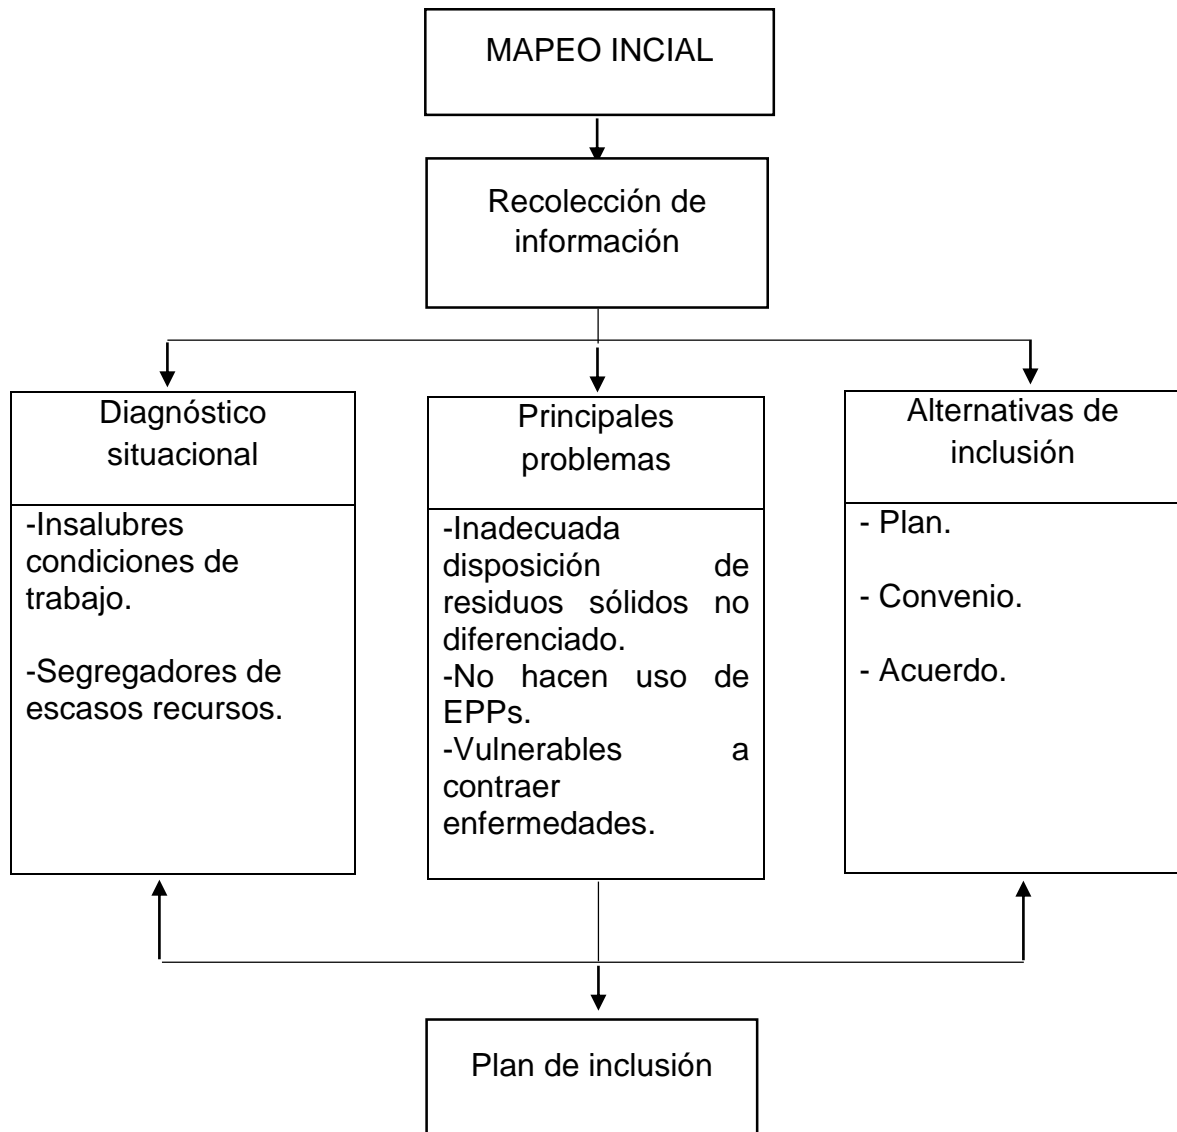 MAPEO INCIAL
Recolección de
información
Diagnóstico
situacional
-Insalubres
condiciones de
trabajo.
-Segregadores de
escasos recursos.
Principales
problemas
-Inadecuada
disposición de
residuos sólidos no
diferenciado.
-No hacen uso de
EPPs.
-Vulnerables a
contraer
enfermedades.
Alternativas de
inclusión
- Plan.
- Convenio.
- Acuerdo.
Plan de inclusión